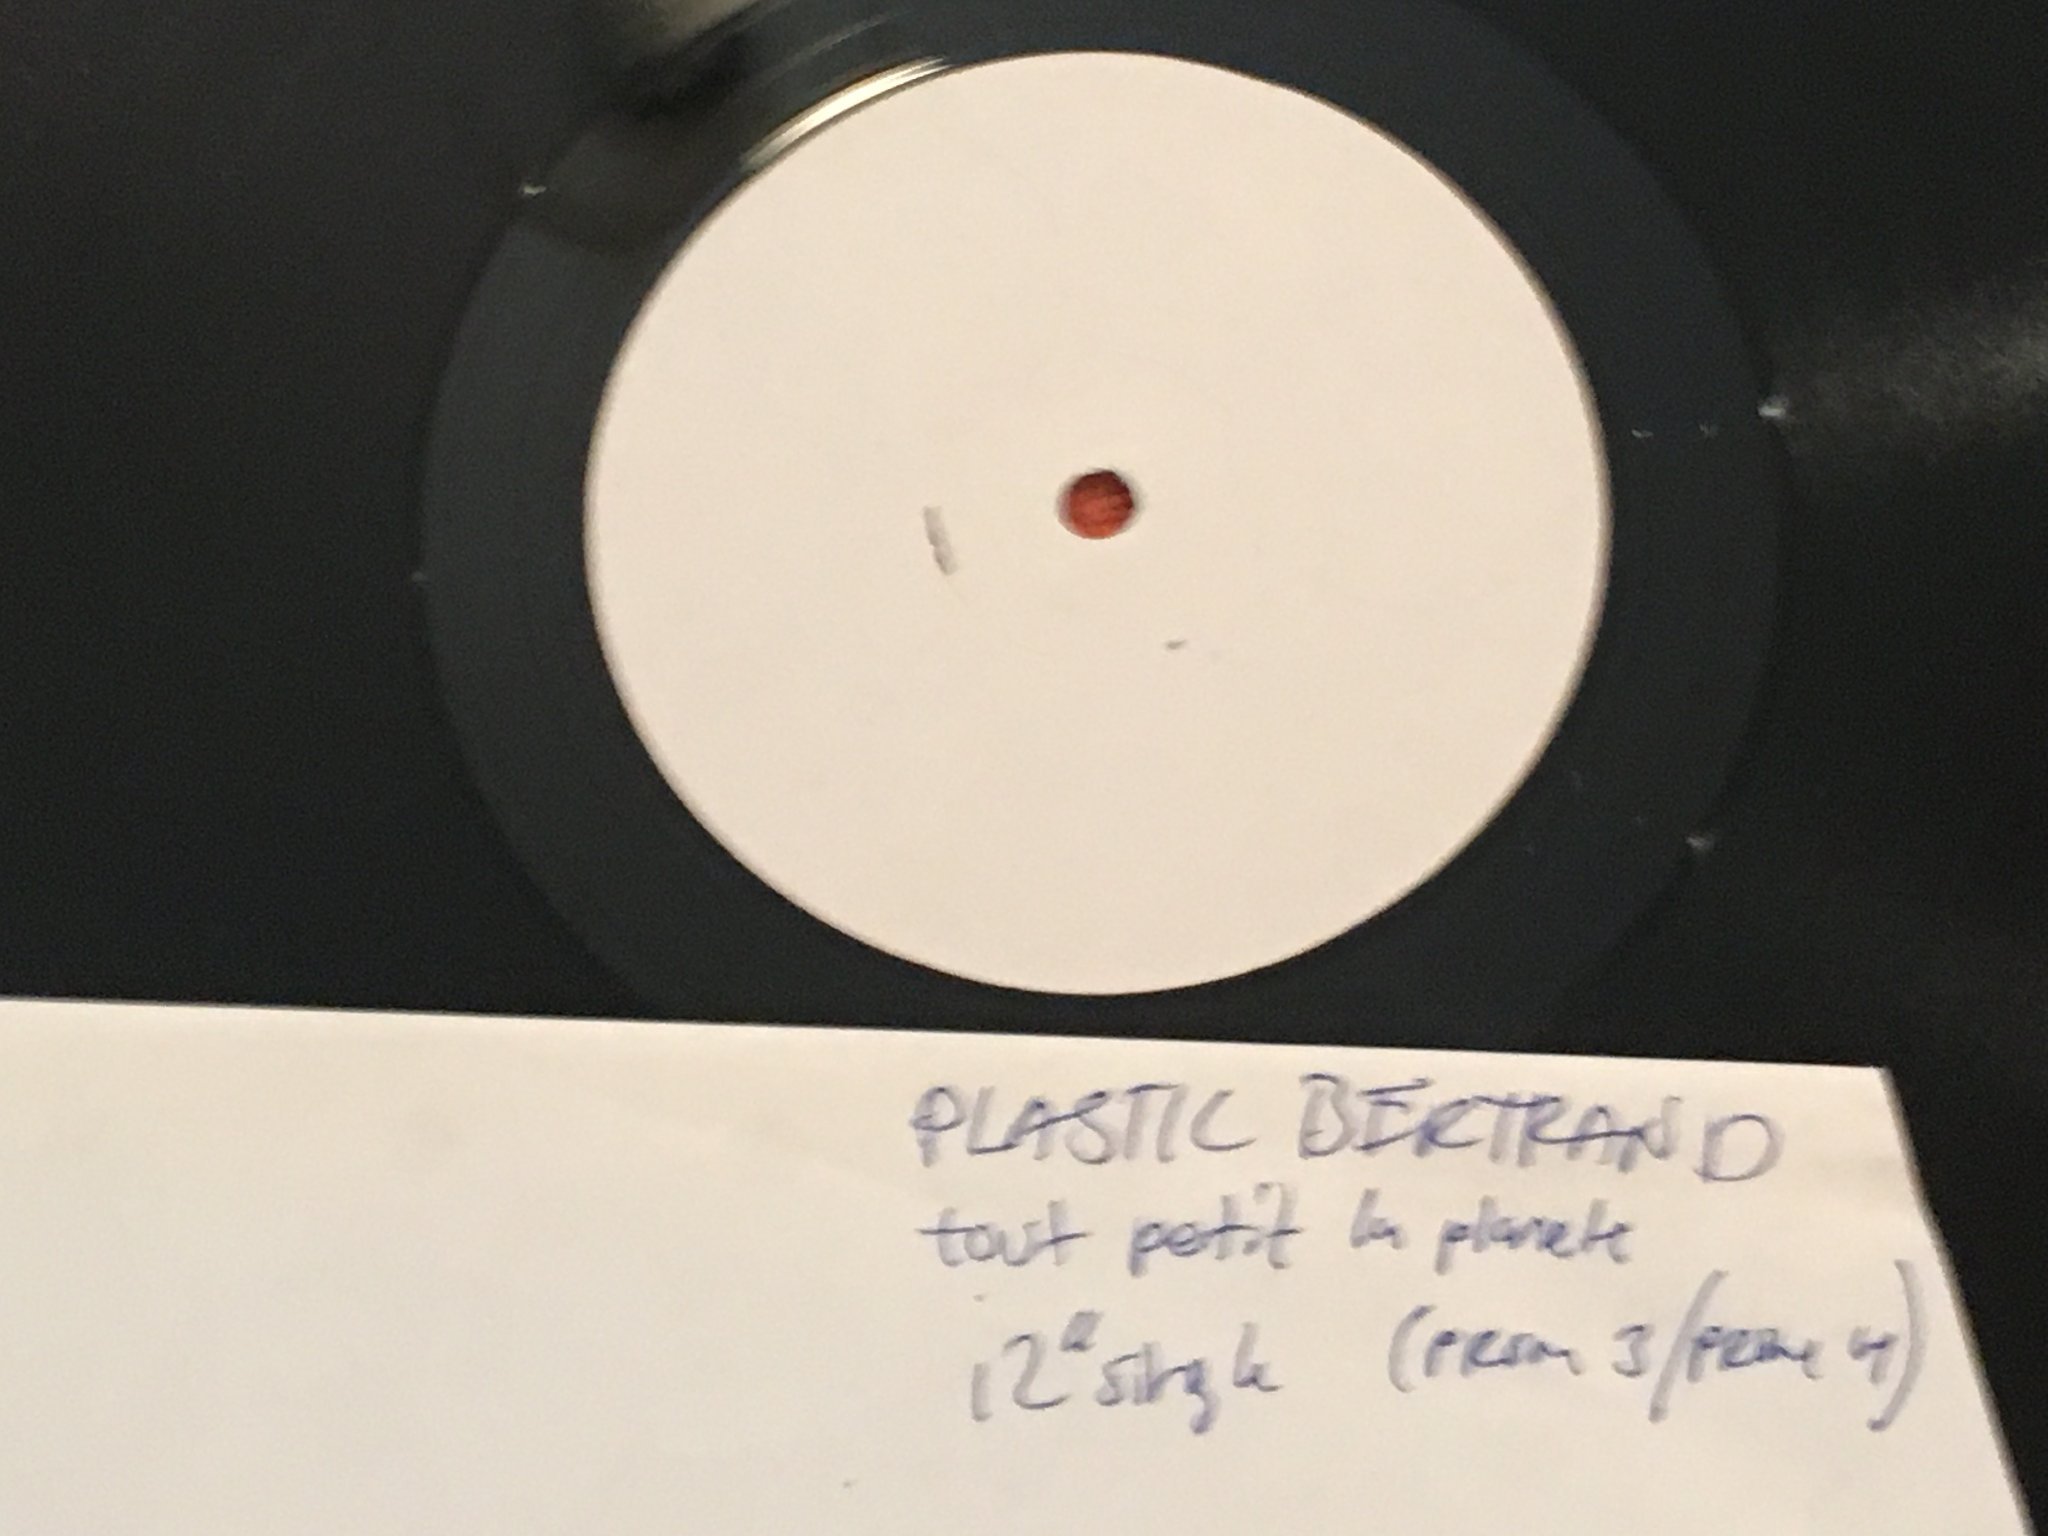 PLASTIC BERTRAND
tout petit la planete
12" single (PROM 3/PROM 4)